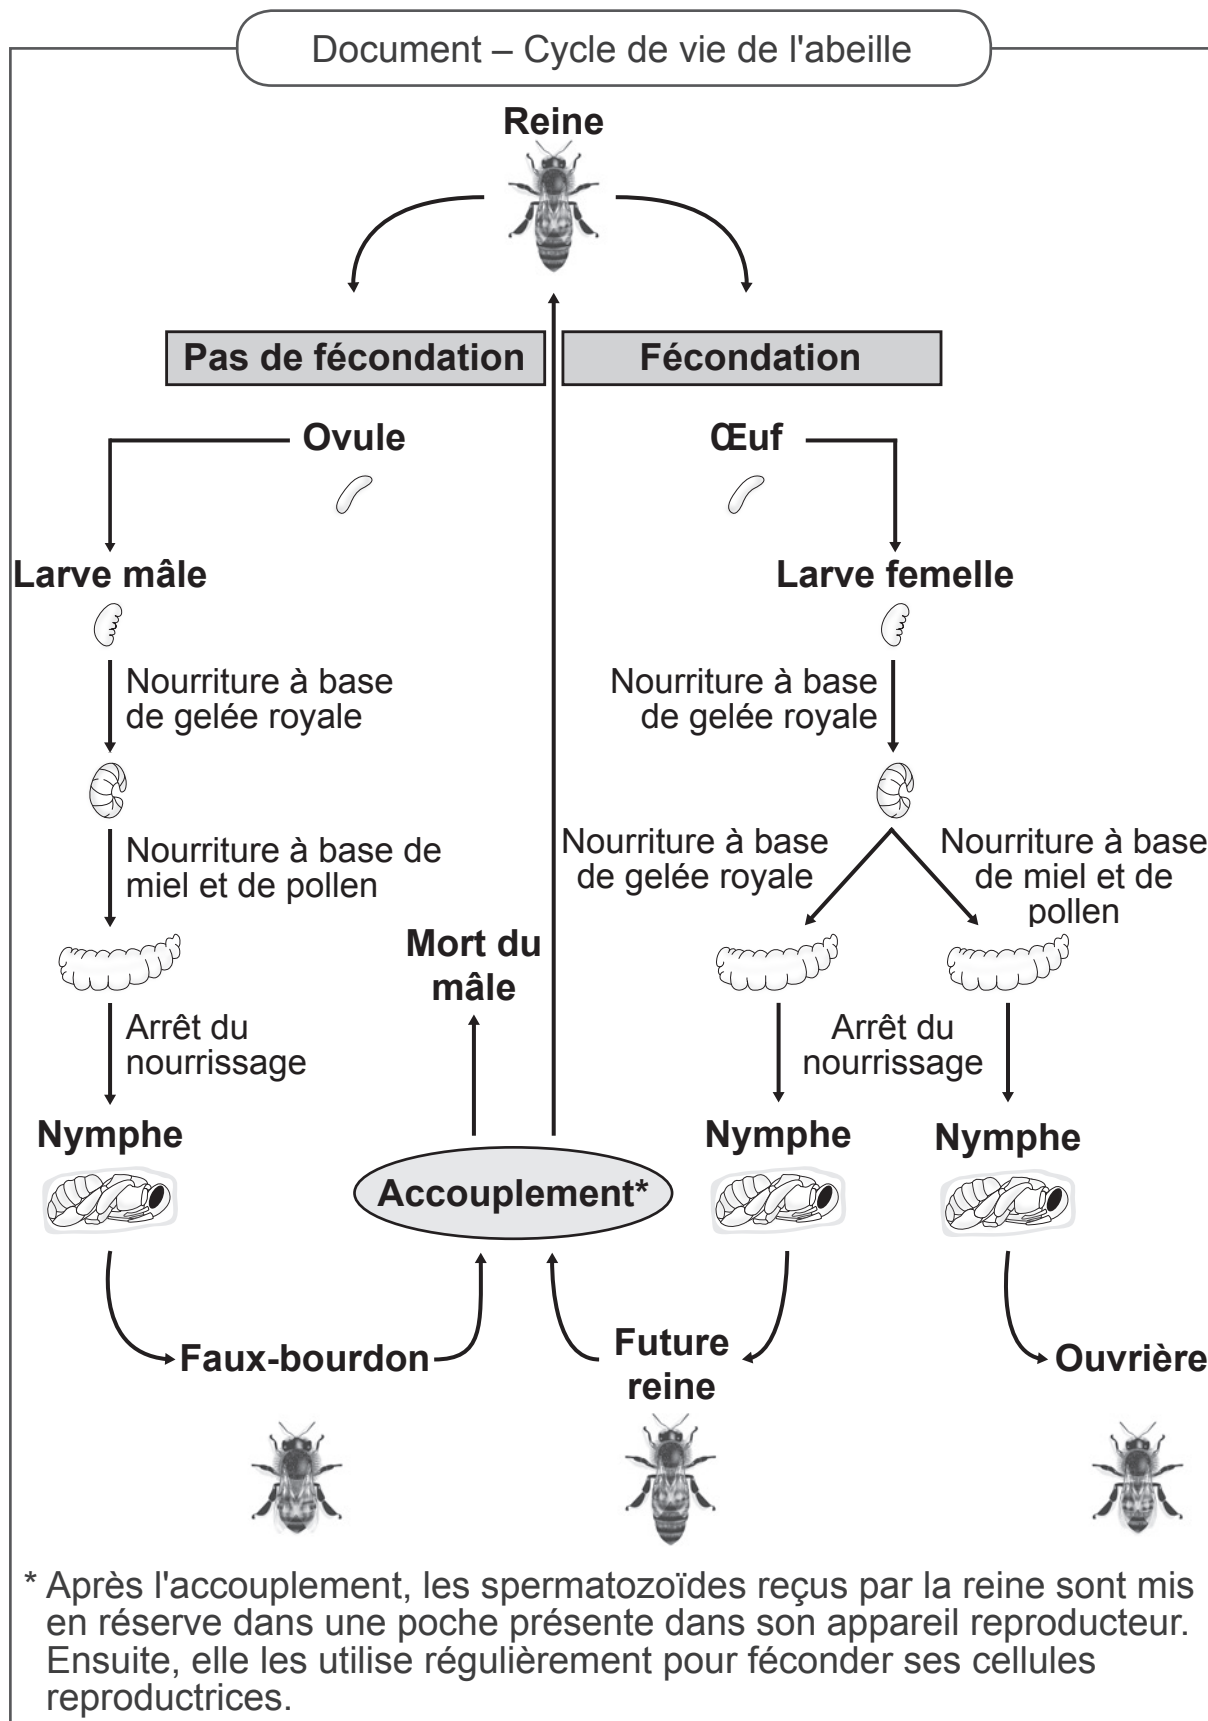 Document – Cycle de vie de l'abeille
Reine
Pas de fécondation
Fécondation
Ovule
Œuf
Larve mâle
Larve femelle
Nourriture à base
de gelée royale
Nourriture à base
de gelée royale
Nourriture à base de
miel et de pollen
Nourriture à base
de gelée royale
Nourriture à base
de miel et de
pollen
Mort du
mâle
Arrêt du
nourrissage
Arrêt du
nourrissage
Nymphe
Accouplement*
Nymphe
Nymphe
Faux-bourdon
Future
reine
Ouvrière
* Après l'accouplement, les spermatozoïdes reçus par la reine sont mis
en réserve dans une poche présente dans son appareil reproducteur.
Ensuite, elle les utilise régulièrement pour féconder ses cellules
reproductrices.